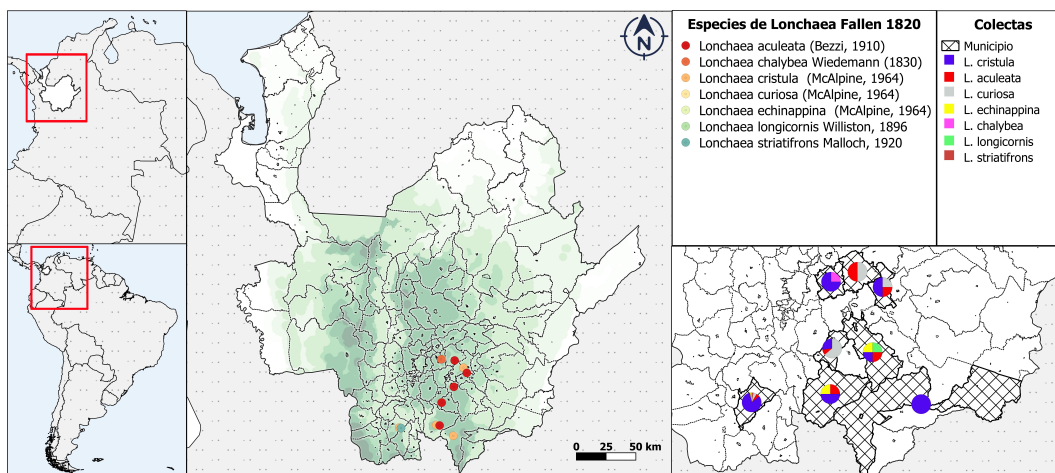 N
Especies de Lonchaea Fallen 1820
Lonchaea aculeata (Bezzi, 1910)
Lonchaea chalybea Wiedemann (1830)
Lonchaea cristula (McAlpine, 1964)
Lonchaea curiosa (McAlpine, 1964)
Lonchaea echinappina (McAlpine, 1964)
Lonchaea longicornis Williston, 1896
Lonchaea striatifrons Malloch, 1920
Colectas
Municipio
L. cristula
L. aculeata
L. curiosa
L. echinappina
L. chalybea
L. longicornis
L. striatifrons
0 25 50 km